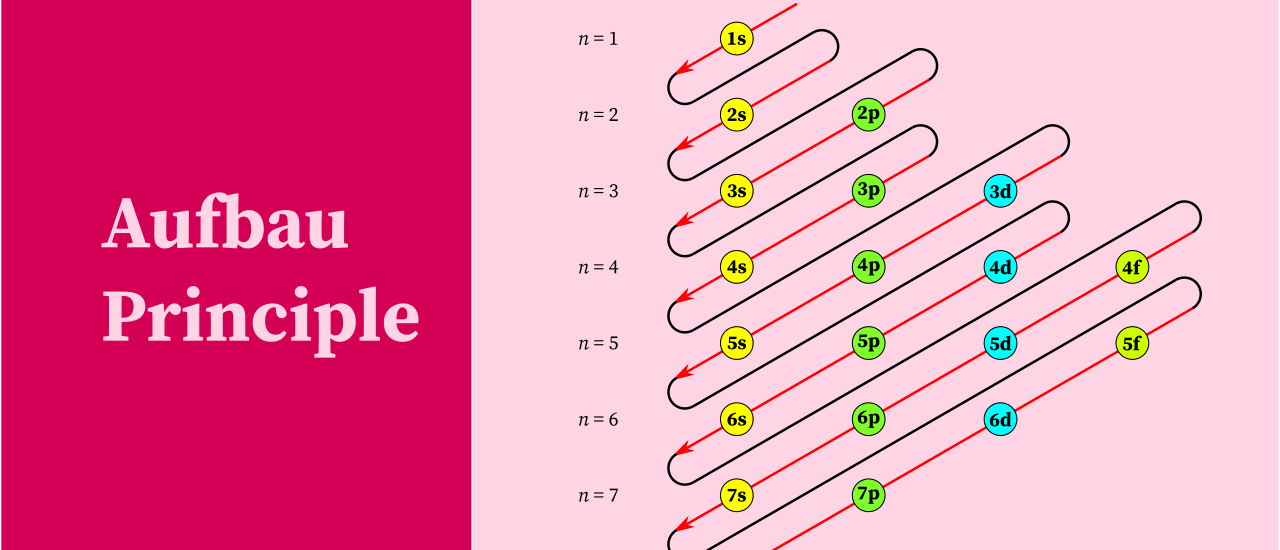 Aufbau
Principle
n = 1 1s
n = 2 2s 2p
n = 3 3s 3p 3d
n = 4 4s 4p 4d 4f
n = 5 5s 5p 5d 5f
n = 6 6s 6p 6d
n = 7 7s 7p